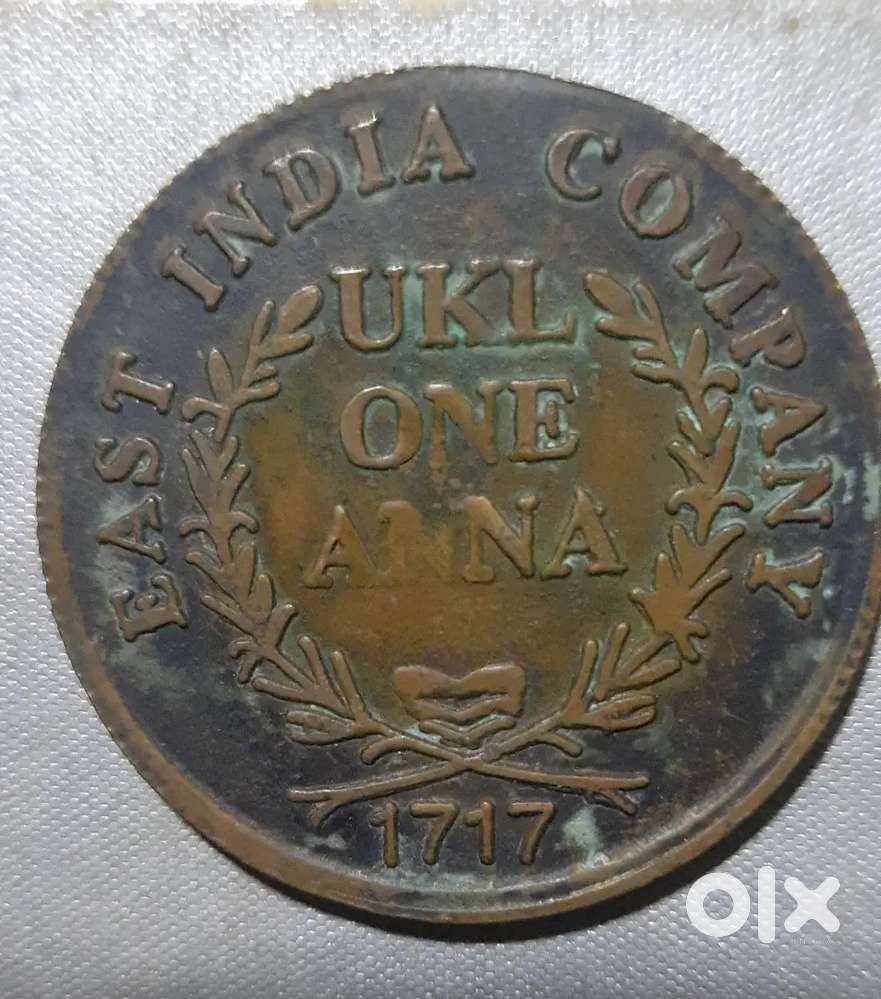 EAST INDIA COMPANY
UKL
ONE
ANNA
1717
olx